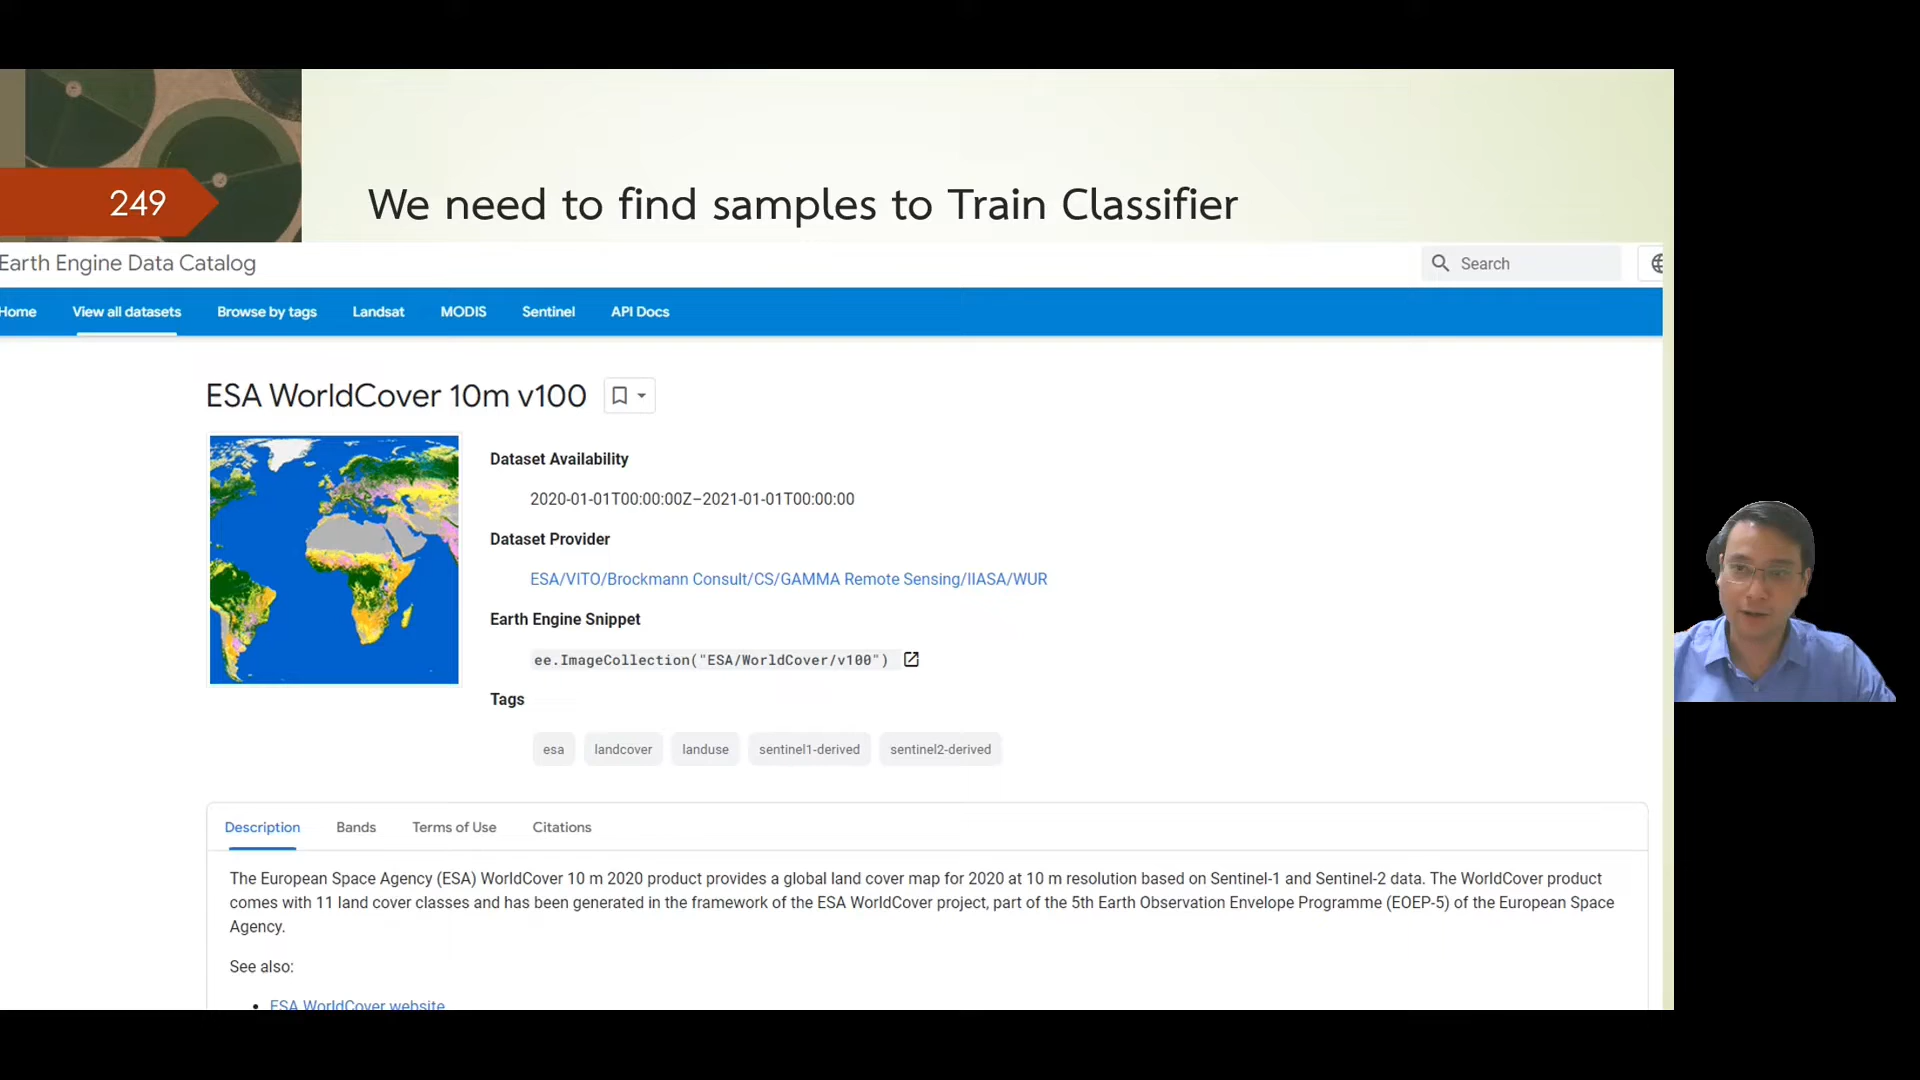 249
We need to find samples to Train Classifier
Earth Engine Data Catalog
Search
Home
View all datasets
Browse by tags
Landsat
MODIS
Sentinel
API Docs
ESA WorldCover 10m v100
Dataset Availability
2020-01-01T00:00:00Z–2021-01-01T00:00:00
Dataset Provider
ESA/VITO/Brockmann Consult/CS/GAMMA Remote Sensing/IIASA/WUR
Earth Engine Snippet
ee.ImageCollection("ESA/WorldCover/v100")
Tags
esa
landcover
landuse
sentinel1-derived
sentinel2-derived
Description
Bands
Terms of Use
Citations
The European Space Agency (ESA) WorldCover 10 m 2020 product provides a global land cover map for 2020 at 10 m resolution based on Sentinel-1 and Sentinel-2 data. The WorldCover product
comes with 11 land cover classes and has been generated in the framework of the ESA WorldCover project, part of the 5th Earth Observation Envelope Programme (EOEP-5) of the European Space
Agency.
See also:
• ESA WorldCover website